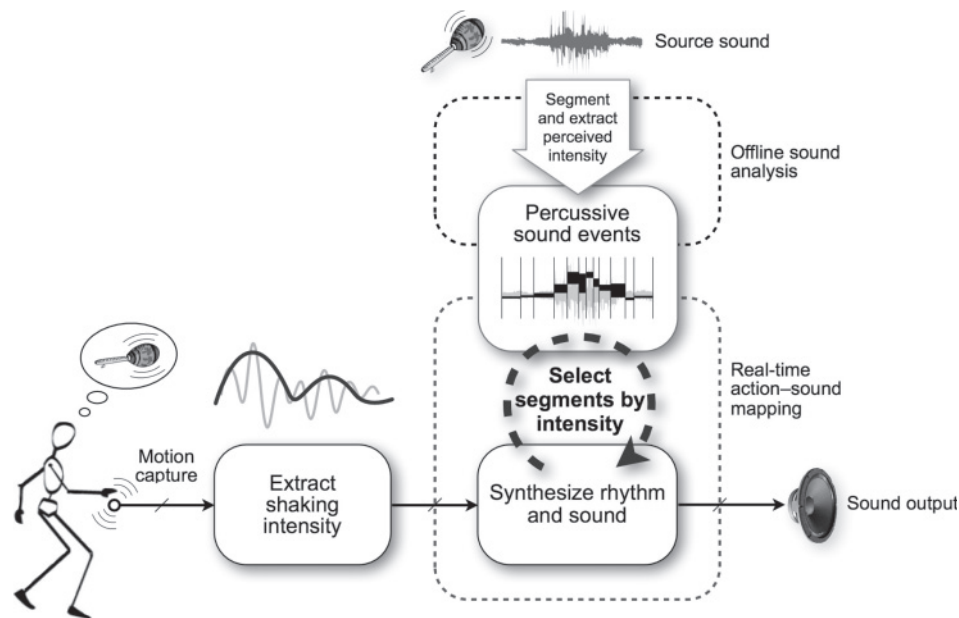 Source sound
Segment
and extract
perceived
intensity
Offline sound
analysis
Percussive
sound events
Real-time
action–sound
mapping
Select
segments by
intensity
Motion
capture
Extract
shaking
intensity
Synthesize rhythm
and sound
Sound output